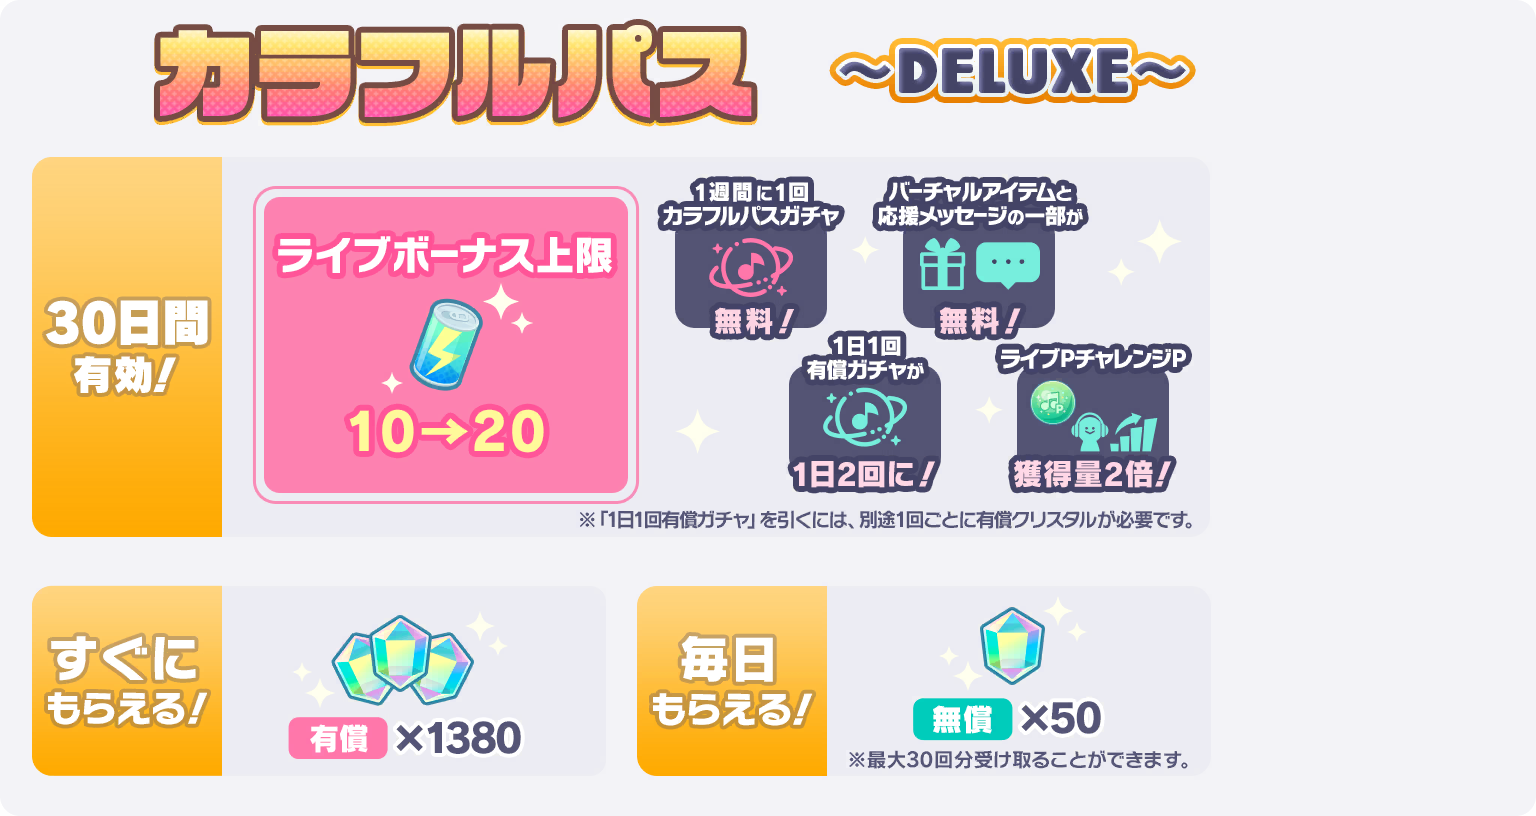 カラフルパス
～DELUXE～
30日間
有効!
ライブボーナス上限
10→20
1週間に1回
カラフルパスガチャ
無料!
バーチャルアイテムと
応援メッセージの一部が
無料!
1日1回
有償ガチャが
1日2回に!
ライブPチャレンジP
獲得量2倍!
※「1日1回有償ガチャ」を引くには、別途1回ごとに有償クリスタルが必要です。
すぐに
もらえる!
有償 ×1380
毎日
もらえる!
無償 ×50
※最大30回分受け取ることができます。